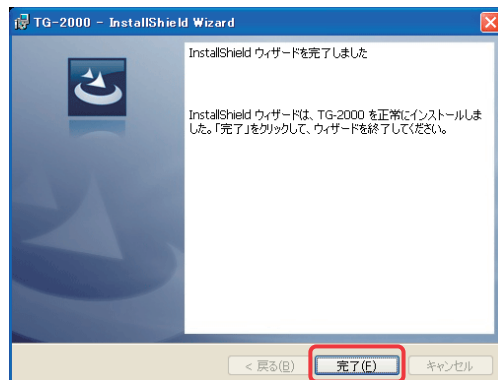 TG-2000 - InstallShield Wizard
InstallShield ウィザードを完了しました
InstallShield ウィザードは、TG-2000 を正常にインストールしま
した。「完了」をクリックして、ウィザードを終了してください。
< 戻る(B)
完了(F)
キャンセル